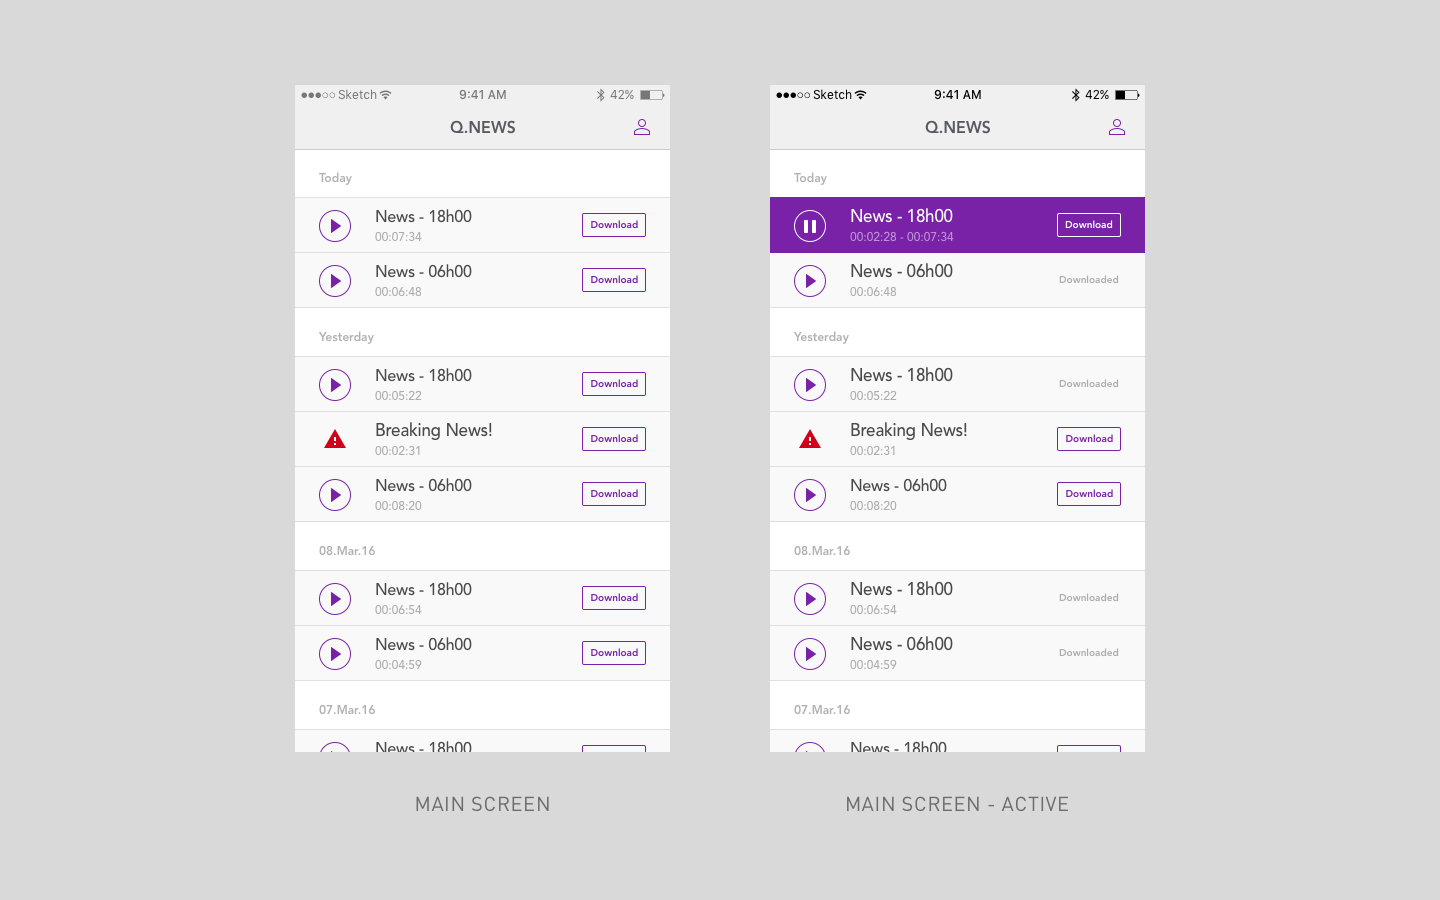 Sketch 9:41 AM 42%
Q.NEWS
Today
News - 18h00
00:07:34
Download
News - 06h00
00:06:48
Download
Yesterday
News - 18h00
00:05:22
Download
Breaking News!
00:02:31
Download
News - 06h00
00:08:20
Download
08.Mar.16
News - 18h00
00:06:54
Download
News - 06h00
00:04:59
Download
07.Mar.16
News - 18h00
MAIN SCREEN
Sketch 9:41 AM 42%
Q.NEWS
Today
News - 18h00
00:02:28 - 00:07:34
Download
News - 06h00
00:06:48
Downloaded
Yesterday
News - 18h00
00:05:22
Downloaded
Breaking News!
00:02:31
Download
News - 06h00
00:08:20
Download
08.Mar.16
News - 18h00
00:06:54
Downloaded
News - 06h00
00:04:59
Downloaded
07.Mar.16
News - 18h00
MAIN SCREEN - ACTIVE